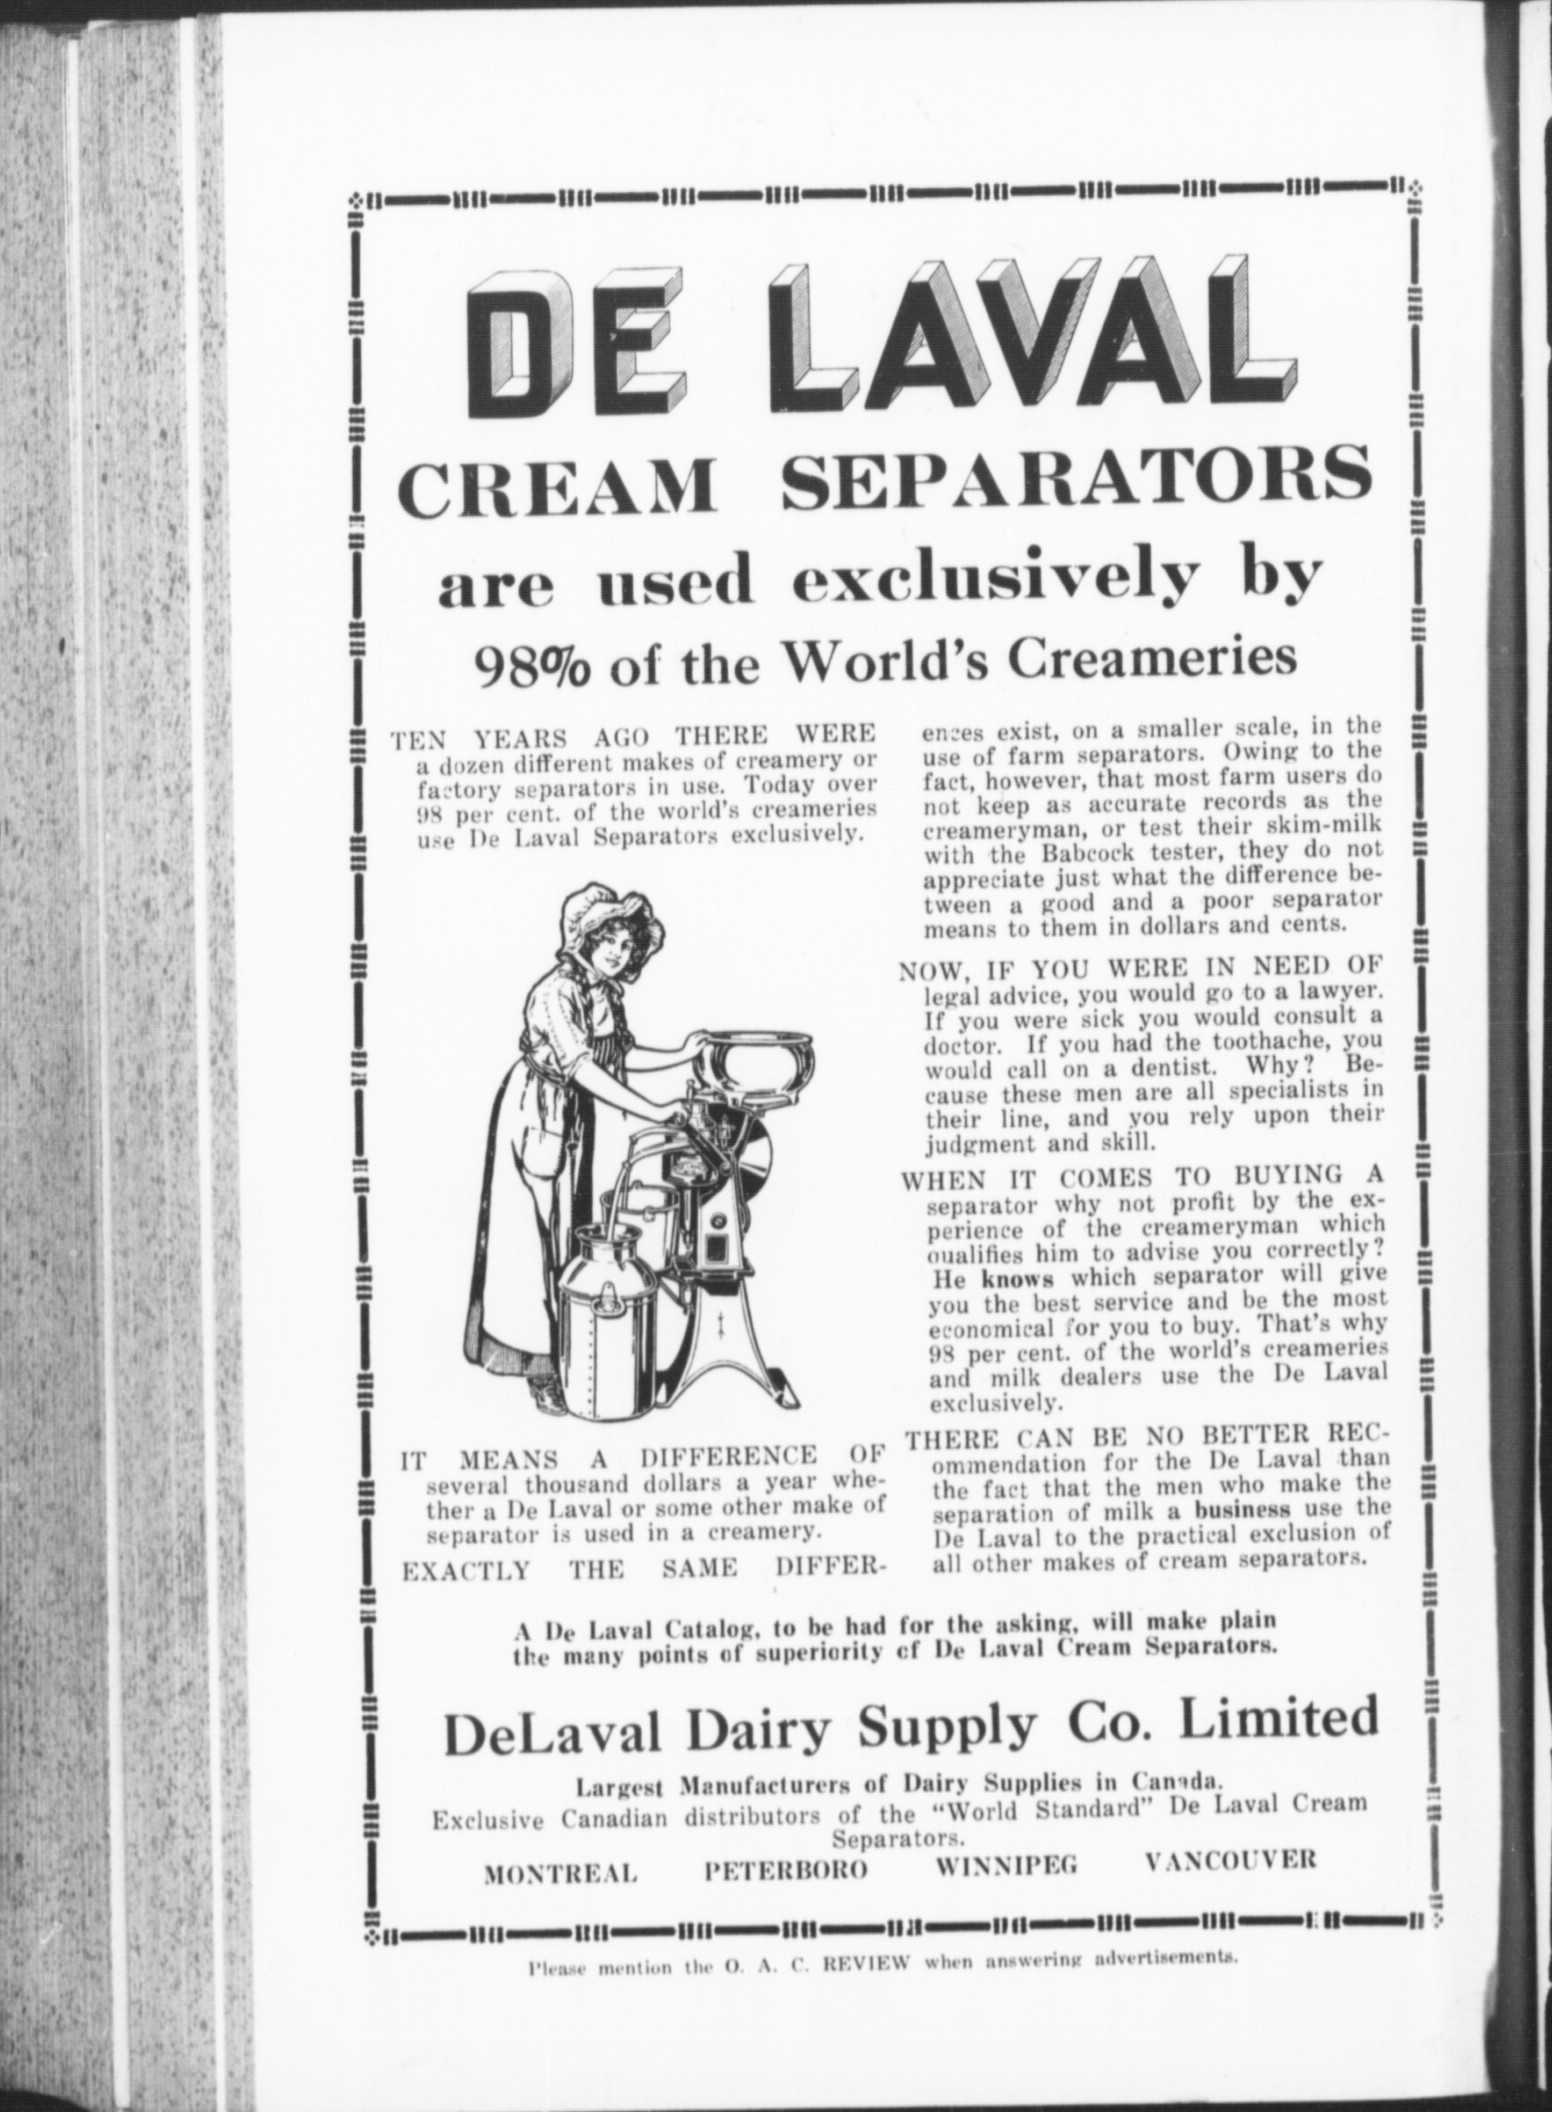 DE LAVAL
CREAM SEPARATORS
are used exclusively by
98% of the World's Creameries
TEN YEARS AGO THERE WERE
a dozen different makes of creamery or
factory separators in use. Today over
98 per cent. of the world's creameries
use De Laval Separators exclusively.
IT MEANS A DIFFERENCE OF
several thousand dollars a year whe-
ther a De Laval or some other make of
separator is used in a creamery.
EXACTLY THE SAME DIFFER-
ences exist, on a smaller scale, in the
use of farm separators. Owing to the
fact, however, that most farm users do
not keep as accurate records as the
creameryman, or test their skim-milk
with the Babcock tester, they do not
appreciate just what the difference be-
tween a good and a poor separator
means to them in dollars and cents.
NOW, IF YOU WERE IN NEED OF
legal advice, you would go to a lawyer.
If you were sick you would consult a
doctor. If you had the toothache, you
would call on a dentist. Why? Be-
cause these men are all specialists in
their line, and you rely upon their
judgment and skill.
WHEN IT COMES TO BUYING A
separator why not profit by the ex-
perience of the creameryman which
qualifies him to advise you correctly?
He knows which separator will give
you the best service and be the most
economical for you to buy. That's why
98 per cent. of the world's creameries
and milk dealers use the De Laval
exclusively.
THERE CAN BE NO BETTER REC-
ommendation for the De Laval than
the fact that the men who make the
separation of milk a business use the
De Laval to the practical exclusion of
all other makes of cream separators.
A De Laval Catalog, to be had for the asking, will make plain
the many points of superiority of De Laval Cream Separators.
DeLaval Dairy Supply Co. Limited
Largest Manufacturers of Dairy Supplies in Canada.
Exclusive Canadian distributors of the "World Standard" De Laval Cream
Separators.
MONTREAL PETERBORO WINNIPEG VANCOUVER
Please mention the O. A. C. REVIEW when answering advertisements.